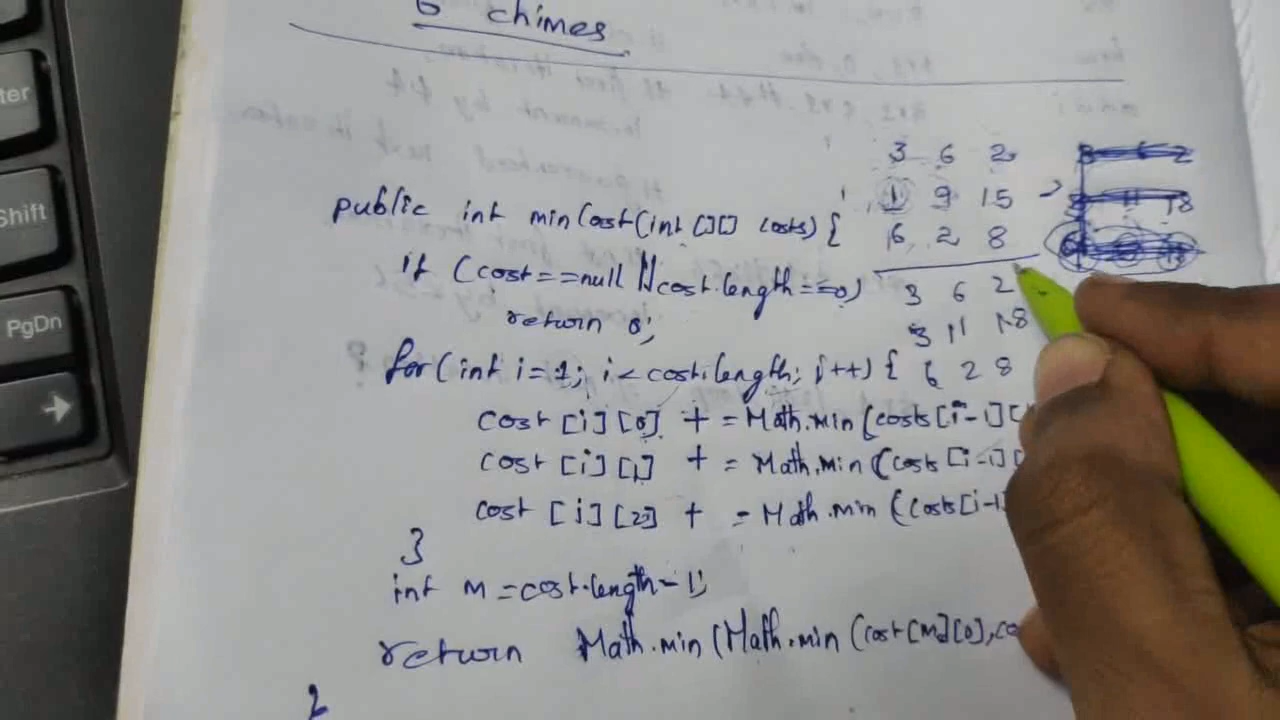 6 chimes
3 6 2
1 9 15
6 2 8
public int minCost(int[][] costs) {
if (cost==null || cost.length==0)
return 0;
3 6 2
3 11 18
6 2 8
for(int i=1; i<cost.length; i++) {
cost[i][0] + =Math.min(costs[i-1][
cost[i][1] + =Math.min(costs[i-1][
cost[i][2] + =Math.min(costs[i-1]
}
int m =cost.length-1;
return Math.min(Math.min(cost[m][0],co
}
ter
Shift
PgDn
→